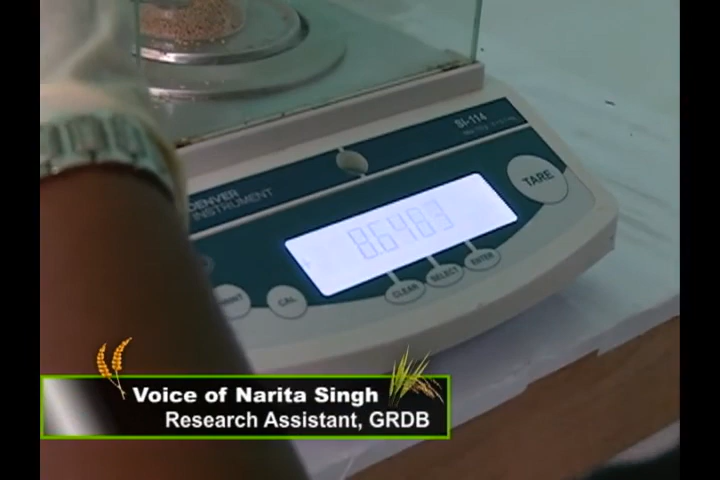 SI-114
DENVER
INSTRUMENT
TARE
8.6483
CAL
CLEAR
SELECT
ENTER
Voice of Narita Singh
Research Assistant, GRDB